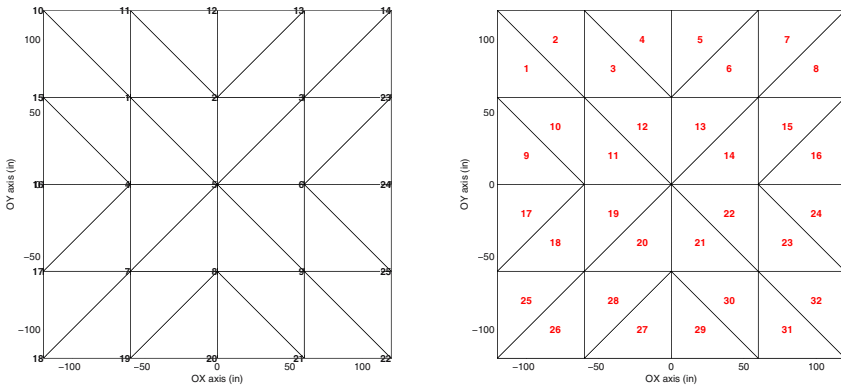 10 11 12 13 14
100
15 1 2 3 23
50
OY axis (in)
16 4 5 6 24
−50
17 7 8 9 25
−100
18 19 20 21 22
−100 −50 0 50 100
OX axis (in)
100
2 4 5 7
1 3 6 8
50
10 12 13 15
9 11 14 16
OY axis (in)
0
17 19 22 24
18 20 21 23
−50
25 28 30 32
26 27 29 31
−100
−100 −50 0 50 100
OX axis (in)